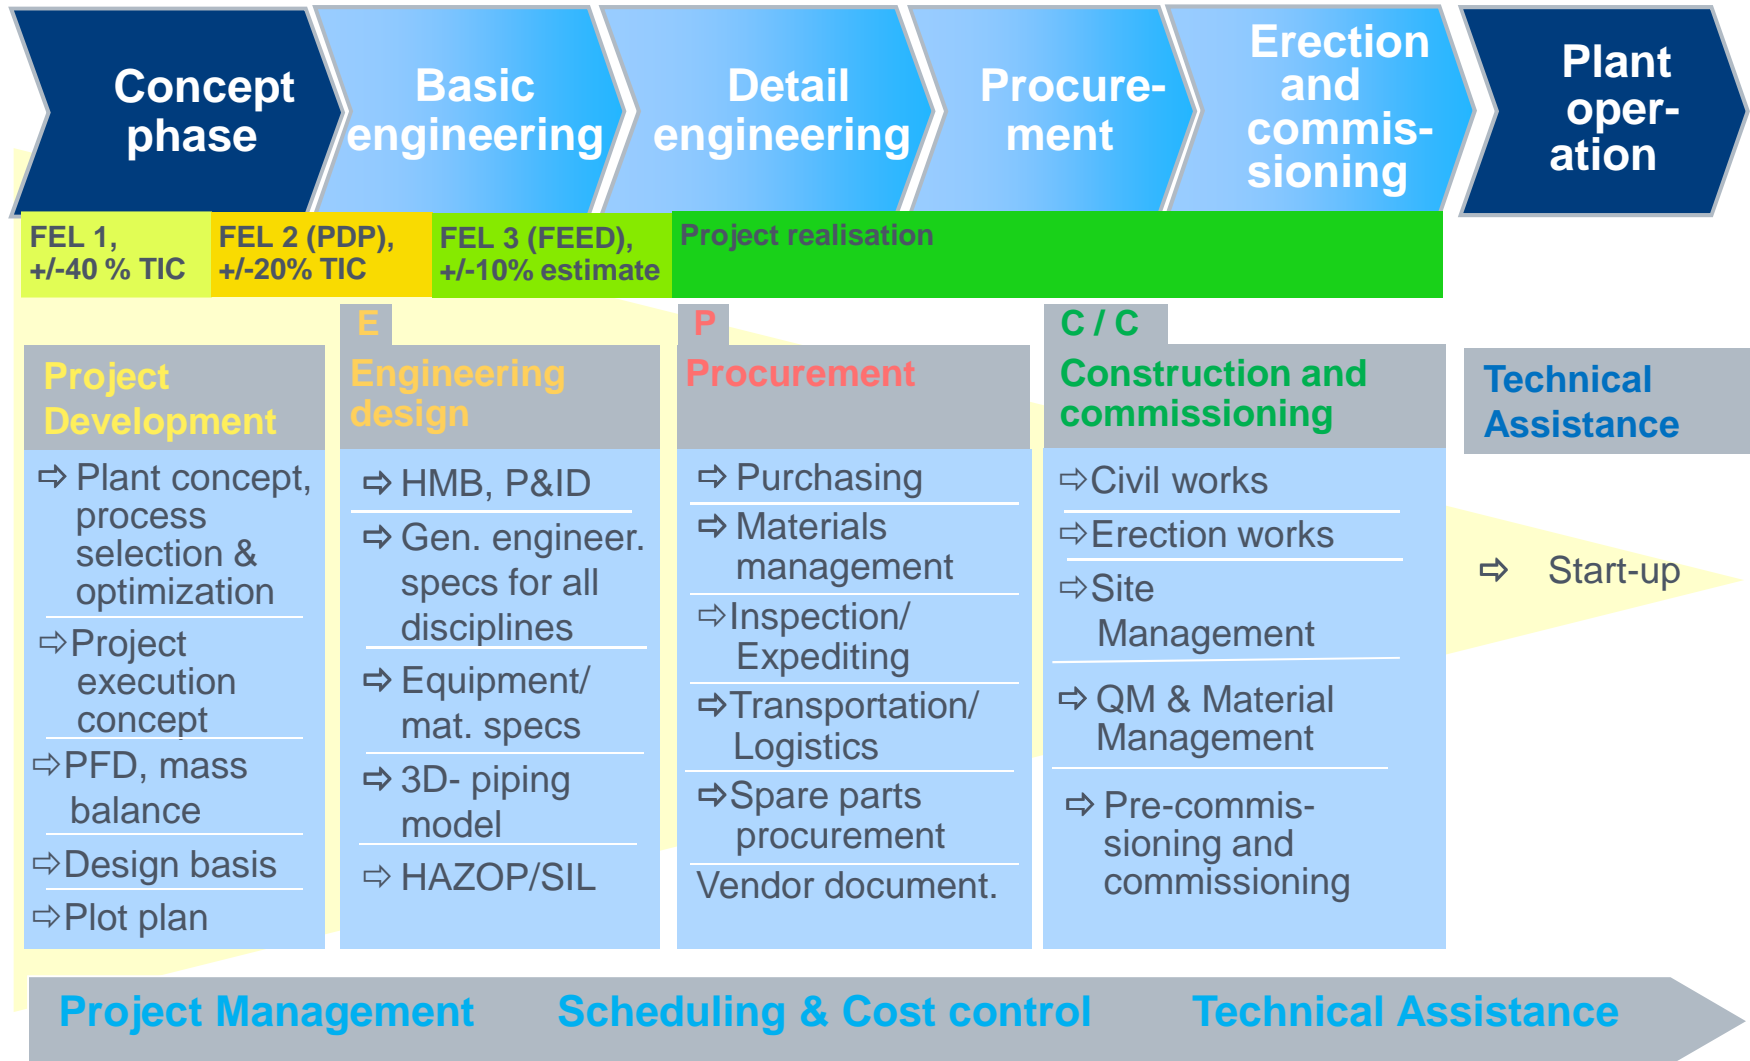 Concept
phase
Basic
engineering
Detail
engineering
Procure-
ment
Erection
and
commis-
sioning
Plant
oper-
ation
FEL 1,
+/-40 % TIC
FEL 2 (PDP),
+/-20% TIC
FEL 3 (FEED),
+/-10% estimate
Project realisation
Project
Development
⇨ Plant concept,
process
selection &
optimization
⇨Project
execution
concept
⇨PFD, mass
balance
⇨Design basis
⇨Plot plan
E
Engineering
design
⇨ HMB, P&ID
⇨ Gen. engineer.
specs for all
disciplines
⇨ Equipment/
mat. specs
⇨ 3D- piping
model
⇨ HAZOP/SIL
P
Procurement
⇨ Purchasing
⇨ Materials
management
⇨Inspection/
Expediting
⇨Transportation/
Logistics
⇨Spare parts
procurement
Vendor document.
C / C
Construction and
commissioning
⇨Civil works
⇨Erection works
⇨Site
Management
⇨ QM & Material
Management
⇨ Pre-commis-
sioning and
commissioning
Technical
Assistance
⇨ Start-up
Project Management Scheduling & Cost control Technical Assistance